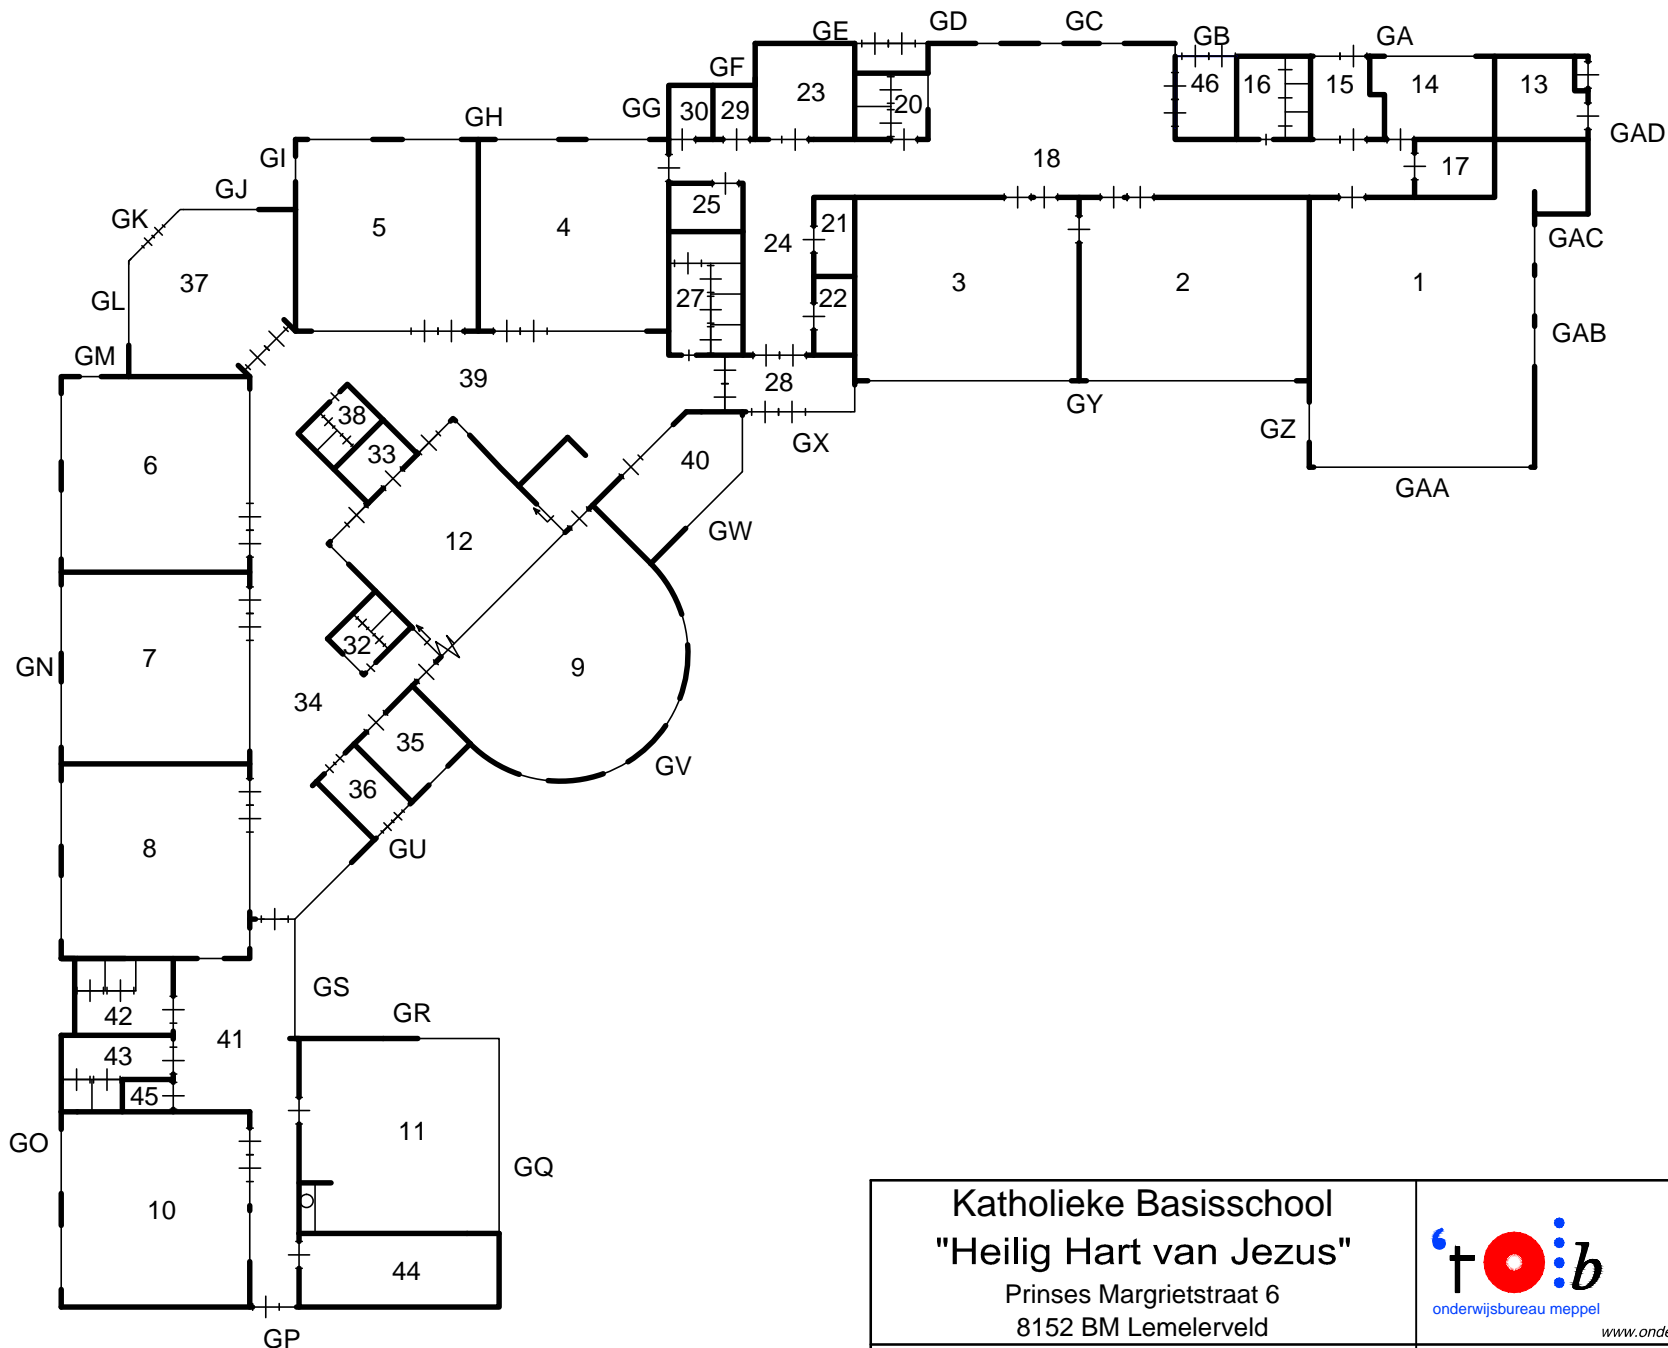 GE
GD
GC
GB
GA
GF
23
46
16
15
14
13
GG
30
29
20
GAD
GH
18
17
GI
GJ
25
21
GK
5
4
24
GAC
37
3
2
1
GL
27
22
GAB
GM
39
28
GY
38
GX
GZ
33
40
6
GAA
12
GW
32
7
GN
9
34
35
GV
36
8
GU
GS
42
GR
41
43
45
11
GO
GQ
10
44
GP
Katholieke Basisschool
"Heilig Hart van Jezus"
Prinses Margrietstraat 6
8152 BM Lemelerveld
'tOib
onderwijsbureau meppel
www.onde